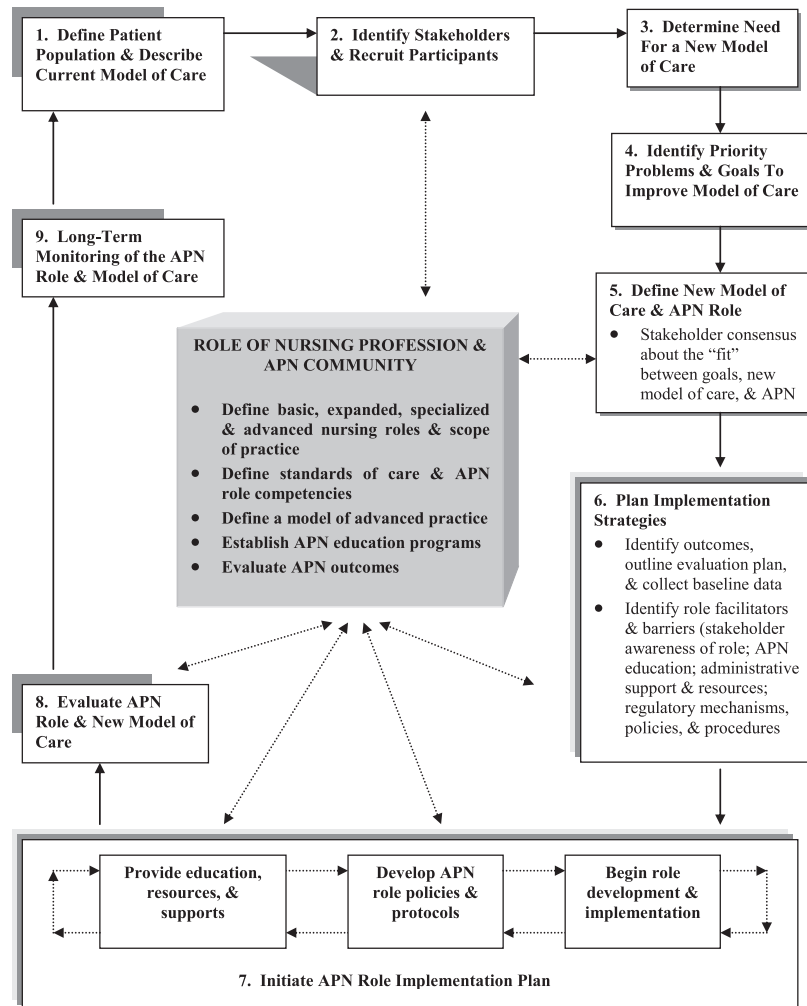 1. Define Patient
Population & Describe
Current Model of Care
2. Identify Stakeholders
& Recruit Participants
3. Determine Need
For a New Model
of Care
4. Identify Priority
Problems & Goals To
Improve Model of Care
5. Define New Model of
Care & APN Role
• Stakeholder consensus
about the “fit”
between goals, new
model of care, & APN
6. Plan Implementation
Strategies
• Identify outcomes,
outline evaluation plan,
& collect baseline data
• Identify role facilitators
& barriers (stakeholder
awareness of role; APN
education; administrative
support & resources;
regulatory mechanisms,
policies, & procedures
7. Initiate APN Role Implementation Plan
Provide education,
resources, &
supports
Develop APN
role policies &
protocols
Begin role
development &
implementation
8. Evaluate APN
Role & New Model of
Care
9. Long-Term
Monitoring of the APN
Role & Model of Care
ROLE OF NURSING PROFESSION &
APN COMMUNITY
• Define basic, expanded, specialized
& advanced nursing roles & scope
of practice
• Define standards of care & APN
role competencies
• Define a model of advanced practice
• Establish APN education programs
• Evaluate APN outcomes